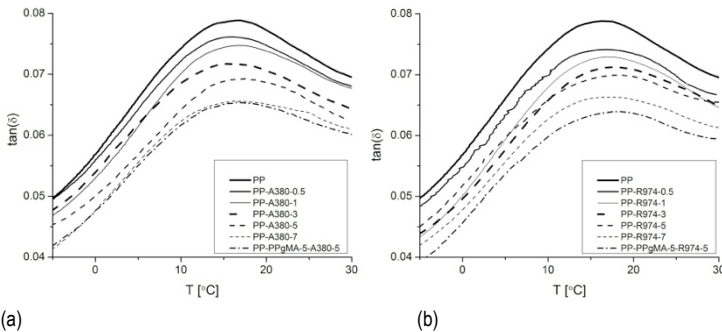 0.08
0.07
0.06
0.05
0.04
tan(δ)
0
10
20
30
T [°C]
PP
PP-A380-0.5
PP-A380-1
PP-A380-3
PP-A380-5
PP-A380-7
PP-PPgMA-5-A380-5
(a)
0.08
0.07
0.06
0.05
0.04
tan(δ)
0
10
20
30
T [°C]
PP
PP-R974-0.5
PP-R974-1
PP-R974-3
PP-R974-5
PP-R974-7
PP-PPgMA-5-R974-5
(b)